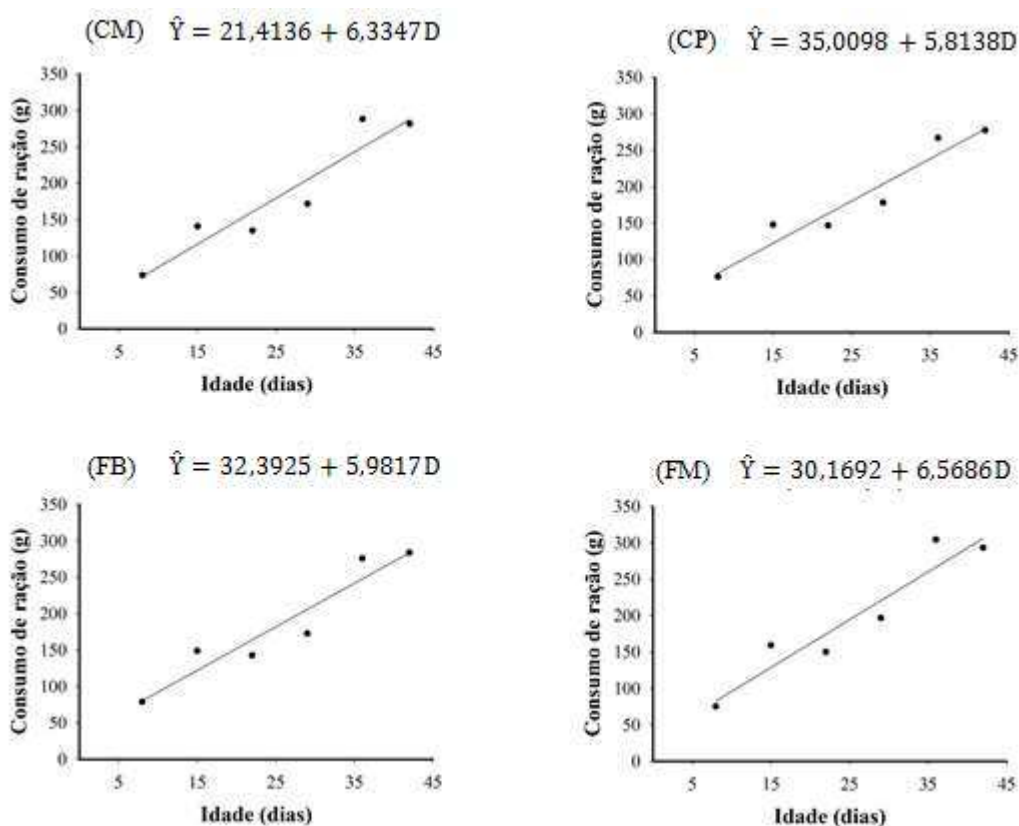 (CM) Ŷ = 21,4136 + 6,3347D
350
300
250
200
150
100
50
0
Consumo de ração (g)
5 15 25 35 45
Idade (dias)
(CP) Ŷ = 35,0098 + 5,8138D
350
300
250
200
150
100
50
0
Consumo de ração (g)
5 15 25 35 45
Idade (dias)
(FB) Ŷ = 32,3925 + 5,9817D
350
300
250
200
150
100
50
0
Consumo de ração (g)
5 15 25 35 45
Idade (dias)
(FM) Ŷ = 30,1692 + 6,5686D
350
300
250
200
150
100
50
0
Consumo de ração (g)
5 15 25 35 45
Idade (dias)